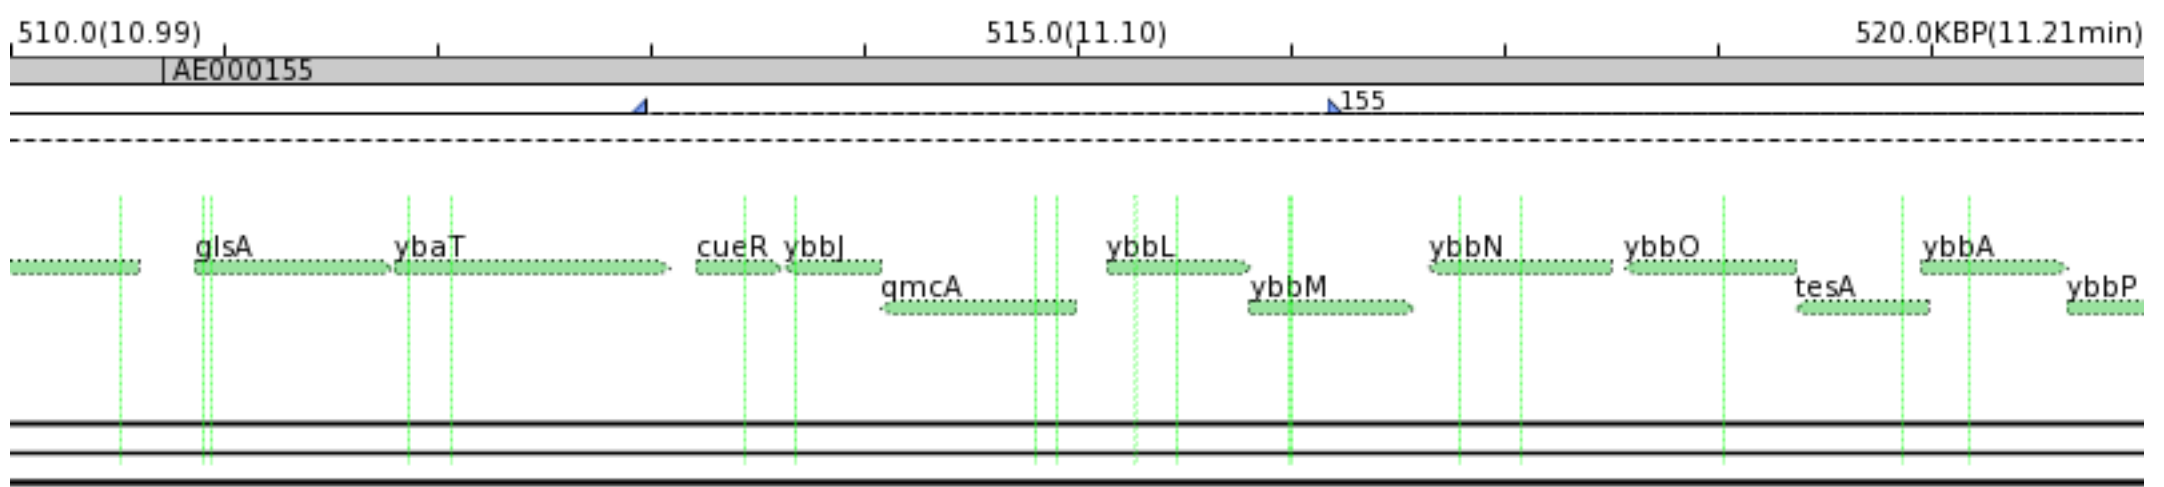 510.0(10.99) 515.0(11.10) 520.0KBP(11.21min)
AE000155
155
glsA ybaT cueR ybbJ ybbL ybbN ybbO ybbA
qmcA ybbM tesA ybbP